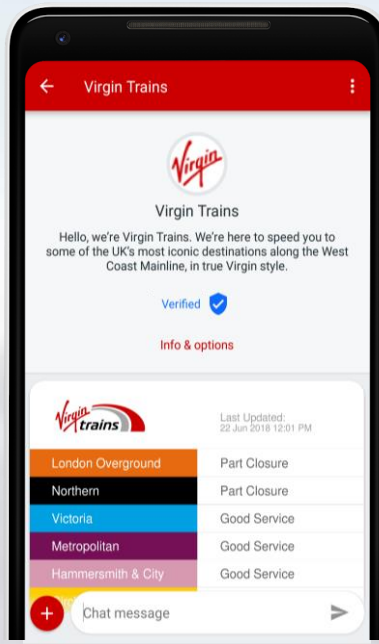 Virgin Trains
Virgin
Virgin Trains
Hello, we're Virgin Trains. We're here to speed you to
some of the UK's most iconic destinations along the West
Coast Mainline, in true Virgin style.
Verified
Info & options
Virgin trains
Last Updated:
22 Jun 2018 12:01 PM
London Overground Part Closure
Northern Part Closure
Victoria Good Service
Metropolitan Good Service
Hammersmith & City Good Service
Chat message